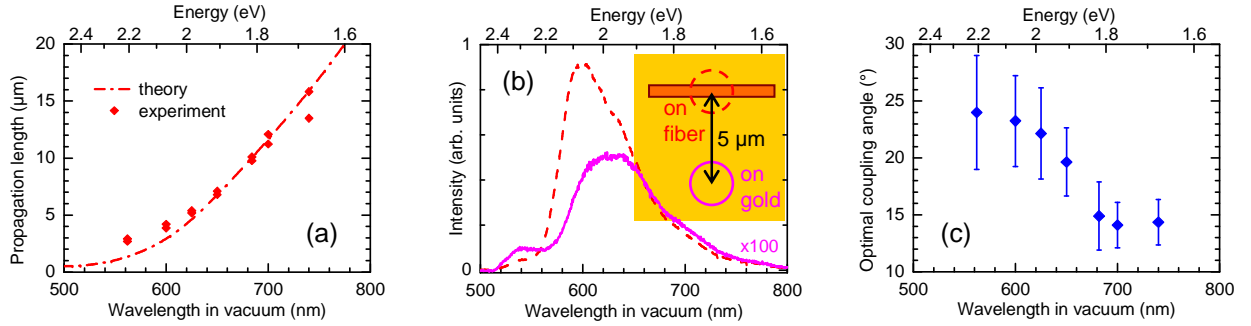 Energy (eV)
2.4 2.2 2 1.8 1.6
20
15
10
5
0
Propagation length (µm)
theory
experiment
(a)
500 600 700 800
Wavelength in vacuum (nm)
Energy (eV)
2.4 2.2 2 1.8 1.6
1
0
Intensity (arb. units)
(b)
on
fiber
5 µm
on
gold
x100
500 600 700 800
Wavelength in vacuum (nm)
Energy (eV)
2.4 2.2 2 1.8 1.6
30
25
20
15
10
Optimal coupling angle (°)
(c)
500 600 700 800
Wavelength in vacuum (nm)